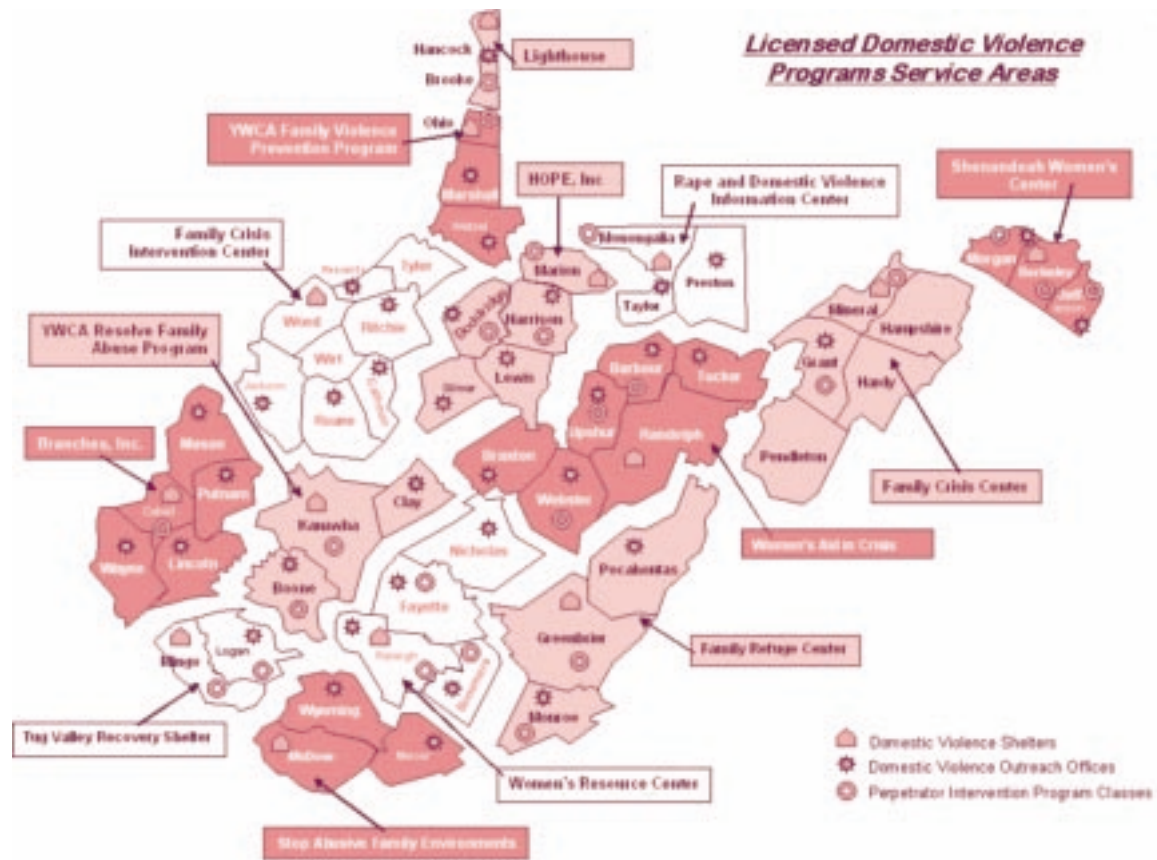 Licensed Domestic Violence
Programs Service Areas
Hancock
Lighthouse
Brooke
Ohio
YWCA Family Violence
Prevention Program
Marshall
HOPE, Inc
Rape and Domestic Violence
Information Center
Shenandoah Women's
Center
Wetzel
Family Crisis
Intervention Center
Tyler
Monongalia
Marion
Preston
Taylor
Morgan
Berkeley
Wood
Ritchie
Doddridge
Harrison
Mineral
Hampshire
YWCA Resolve Family
Abuse Program
Wirt
Lewis
Gilmer
Barbour
Tucker
Grant
Hardy
Jackson
Roane
Calhoun
Upshur
Randolph
Pendleton
Branches, Inc.
Mason
Putnam
Cabell
Braxton
Webster
Family Crisis Center
Kanawha
Clay
Nicholas
Women's Aid in Crisis
Wayne
Lincoln
Boone
Fayette
Pocahontas
Greenbrier
Family Refuge Center
Mingo
Logan
Raleigh
Monroe
Tug Valley Recovery Shelter
Wyoming
Mercer
Women's Resource Center
Stop Abusive Family Environments
Domestic Violence Shelters
Domestic Violence Outreach Offices
Perpetrator Intervention Program Classes